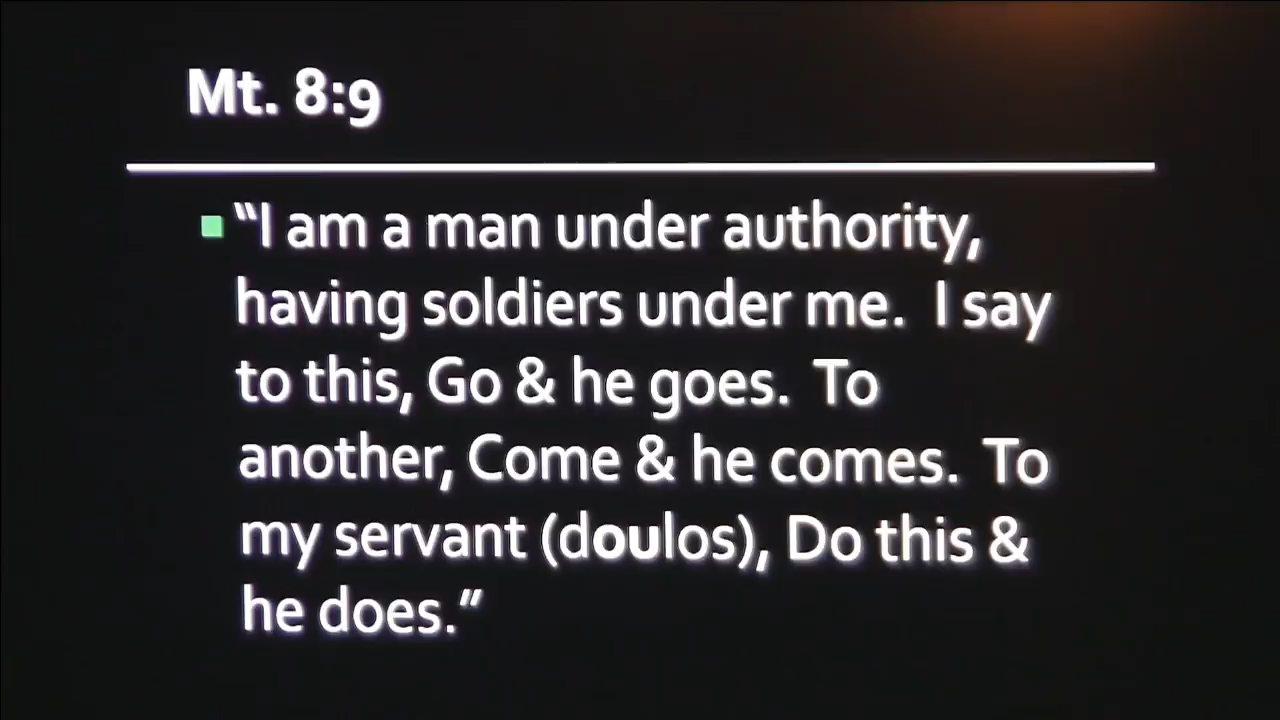 Mt. 8:9
“I am a man under authority,
having soldiers under me.  I say
to this, Go & he goes.  To
another, Come & he comes.  To
my servant (doulos), Do this &
he does.”